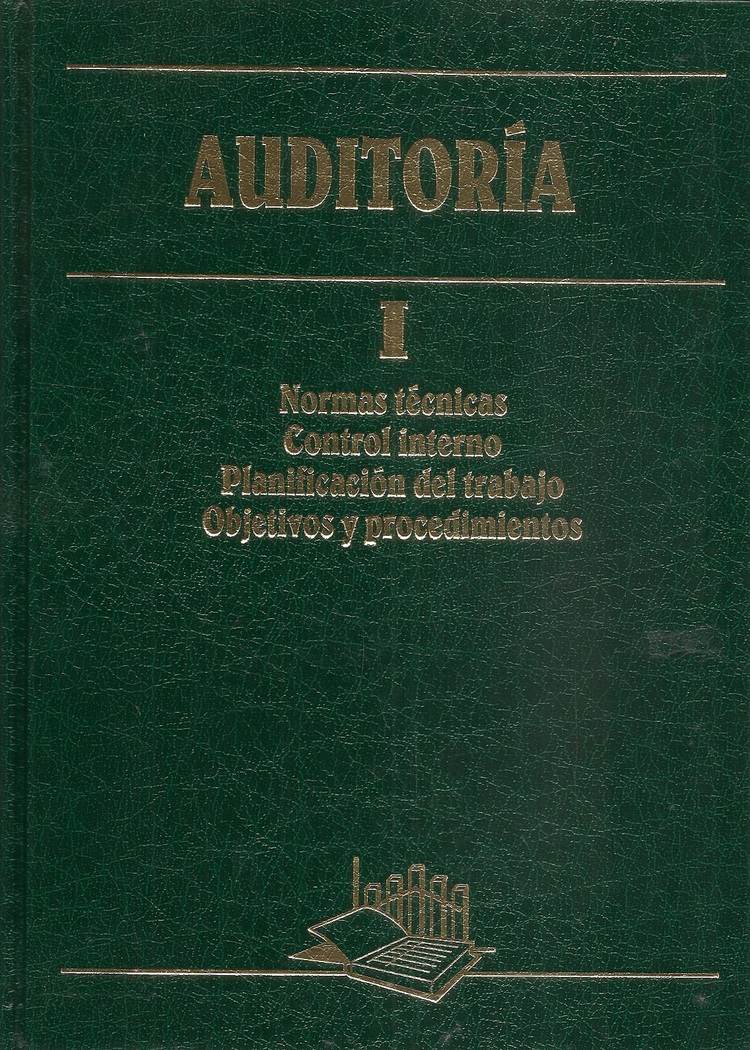 AUDITORÍA
I
Normas técnicas
Control interno
Planificación del trabajo
Objetivos y procedimientos